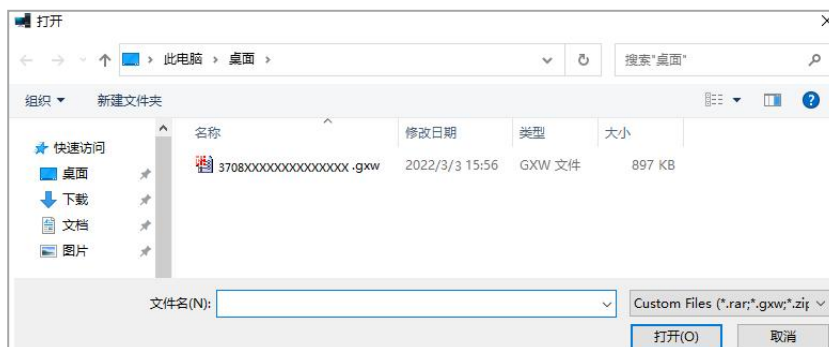 打开
此电脑 › 桌面 ›
搜索"桌面"
组织 新建文件夹
名称 修改日期 类型 大小
快速访问
3708XXXXXXXXXXXXXX.gxw 2022/3/3 15:56 GXW 文件 897 KB
桌面
下载
文档
图片
文件名(N): Custom Files (*.rar;*.gxw;*.zip
打开(O) 取消